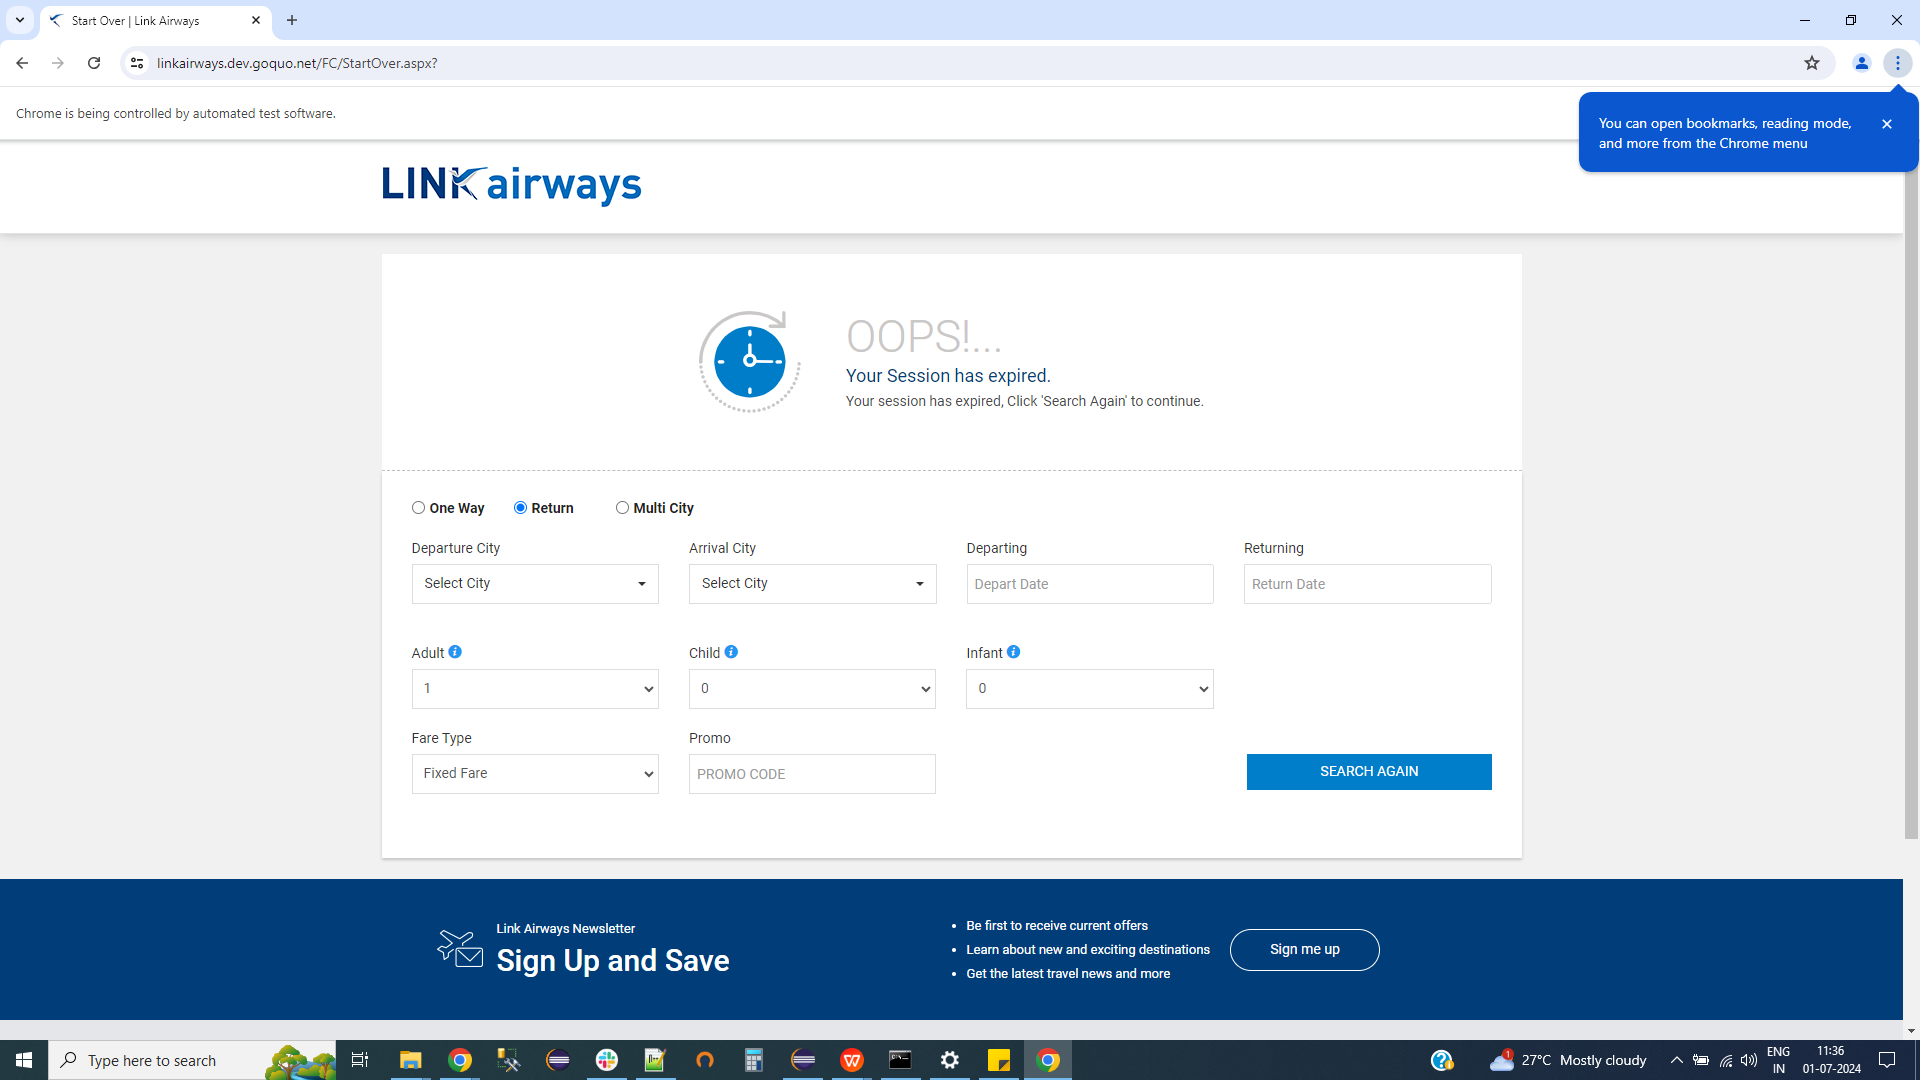 Start Over | Link Airways
linkairways.dev.goquo.net/FC/StartOver.aspx?
Chrome is being controlled by automated test software.
You can open bookmarks, reading mode,
and more from the Chrome menu
LINK airways
OOPS!...
Your Session has expired.
Your session has expired, Click 'Search Again' to continue.
One Way Return Multi City
Departure City Arrival City Departing Returning
Select City Select City Depart Date Return Date
Adult Child Infant
1 0 0
Fare Type Promo
Fixed Fare PROMO CODE SEARCH AGAIN
Link Airways Newsletter
Sign Up and Save
Be first to receive current offers
Learn about new and exciting destinations
Get the latest travel news and more
Sign me up
Type here to search
1
27°C Mostly cloudy
ENG
IN
11:36
01-07-2024